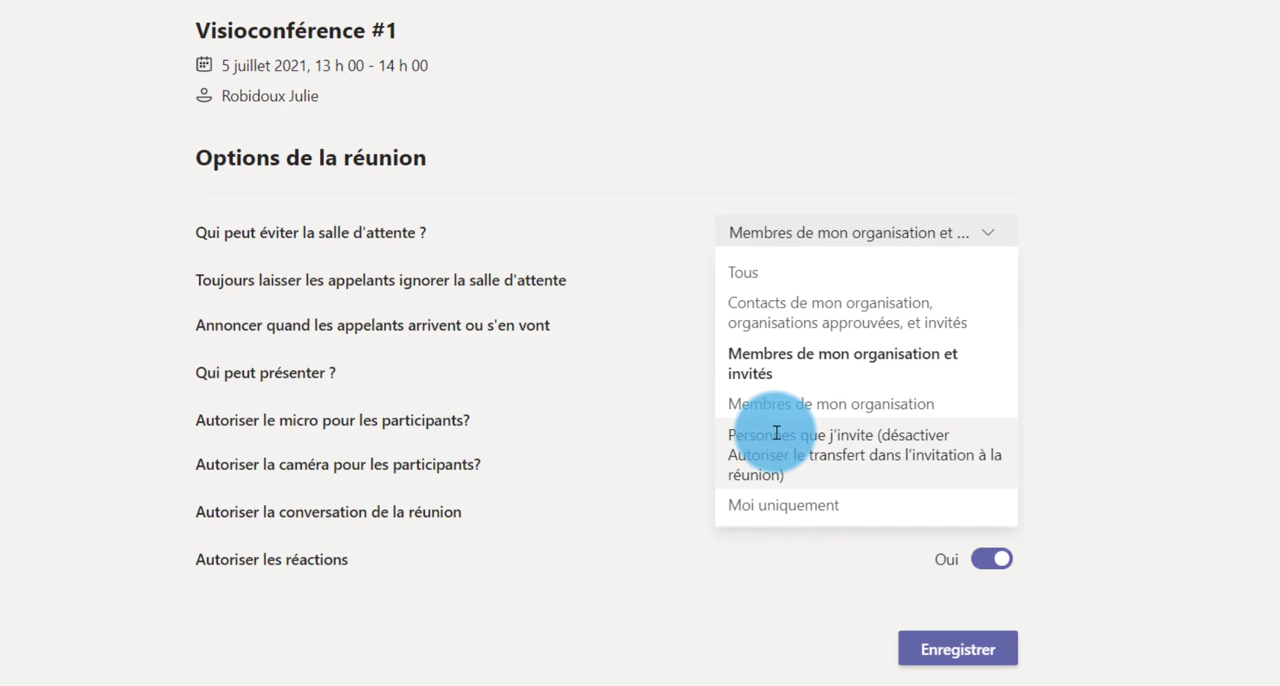 Visioconférence #1
5 juillet 2021, 13 h 00 - 14 h 00
Robidoux Julie
Options de la réunion
Qui peut éviter la salle d'attente ?
Membres de mon organisation et ...
Tous
Toujours laisser les appelants ignorer la salle d'attente
Contacts de mon organisation,
organisations approuvées, et invités
Annoncer quand les appelants arrivent ou s'en vont
Membres de mon organisation et
invités
Qui peut présenter ?
Membres de mon organisation
Autoriser le micro pour les participants?
Personnes que j'invite (désactiver
Autoriser le transfert dans l'invitation à la
réunion)
Autoriser la caméra pour les participants?
Moi uniquement
Autoriser la conversation de la réunion
Autoriser les réactions
Oui
Enregistrer